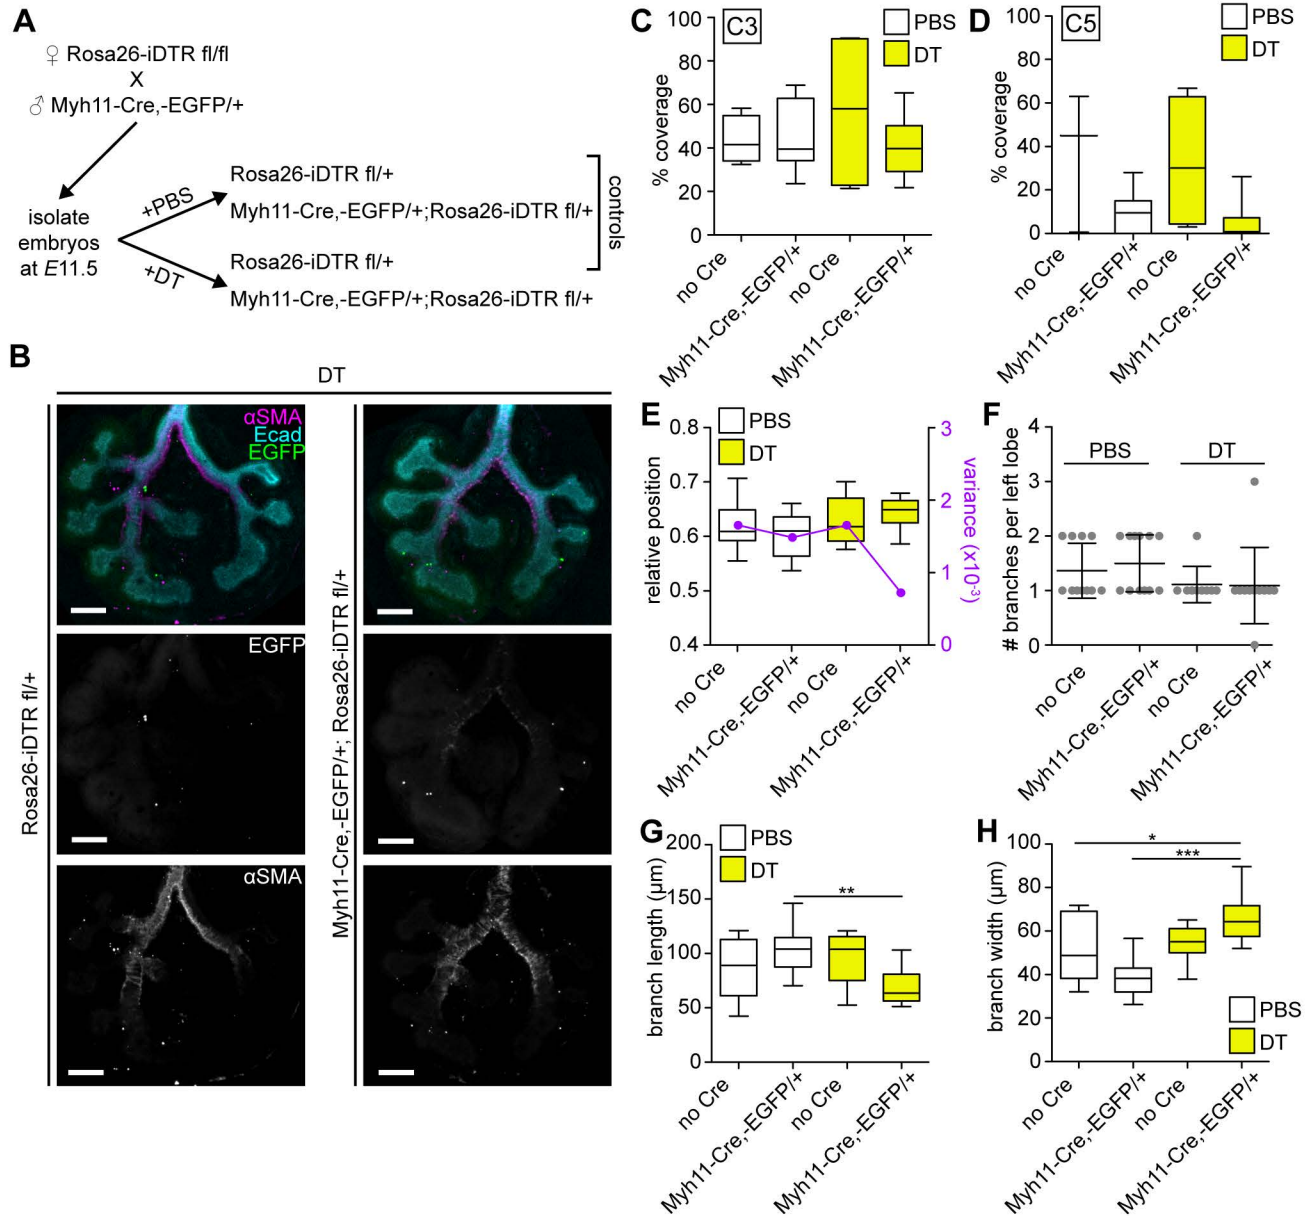 A
♀ Rosa26-iDTR fl/fl
X
♂ Myh11-Cre,-EGFP/+
isolate
embryos
at E11.5
+PBS
+DT
Rosa26-iDTR fl/+
Myh11-Cre,-EGFP/+;Rosa26-iDTR fl/+
Rosa26-iDTR fl/+
Myh11-Cre,-EGFP/+;Rosa26-iDTR fl/+
controls
B
DT
Rosa26-iDTR fl/+
Myh11-Cre,-EGFP/+; Rosa26-iDTR fl/+
αSMA
Ecad
EGFP
EGFP
αSMA
C
C3
PBS
DT
% coverage
100
80
60
40
20
0
no Cre
Myh11-Cre,-EGFP/+
no Cre
Myh11-Cre,-EGFP/+
D
C5
PBS
DT
% coverage
100
80
60
40
20
0
no Cre
Myh11-Cre,-EGFP/+
no Cre
Myh11-Cre,-EGFP/+
E
PBS
DT
relative position
0.8
0.7
0.6
0.5
0.4
3
2
1
0
variance (x10-3)
no Cre
Myh11-Cre,-EGFP/+
no Cre
Myh11-Cre,-EGFP/+
F
# branches per left lobe
4
3
2
1
0
PBS
DT
no Cre
Myh11-Cre,-EGFP/+
no Cre
Myh11-Cre,-EGFP/+
G
PBS
DT
branch length (μm)
200
150
100
50
0
**
no Cre
Myh11-Cre,-EGFP/+
no Cre
Myh11-Cre,-EGFP/+
H
branch width (μm)
100
80
60
40
20
0
*
***
PBS
DT
no Cre
Myh11-Cre,-EGFP/+
no Cre
Myh11-Cre,-EGFP/+